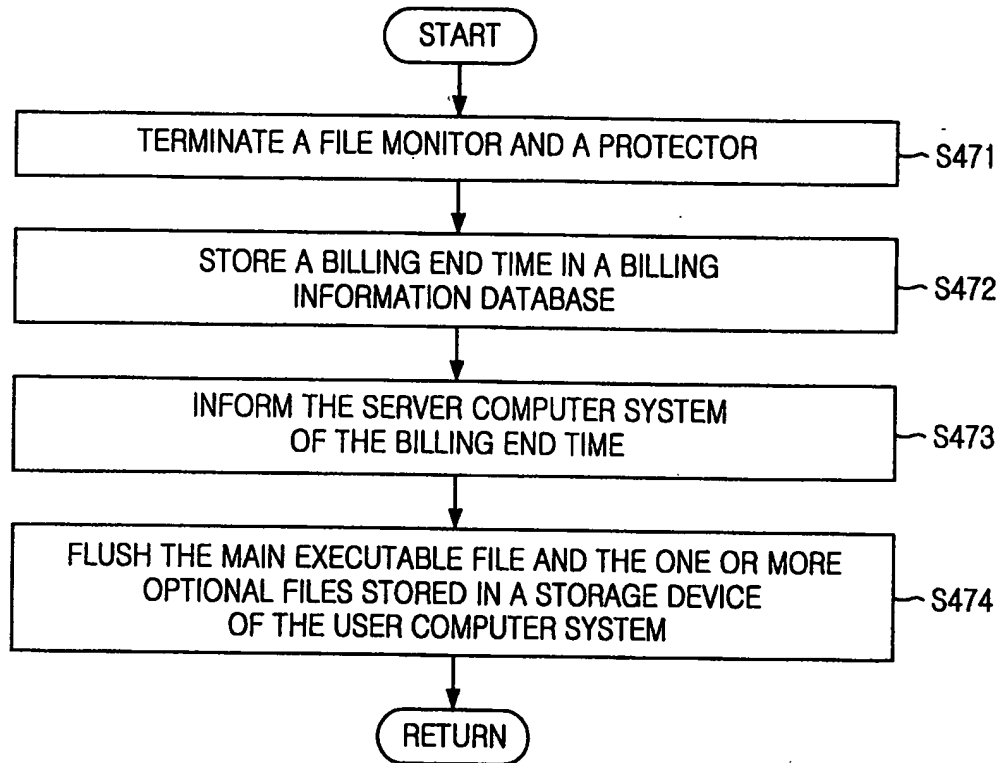 START
TERMINATE A FILE MONITOR AND A PROTECTOR
S471
STORE A BILLING END TIME IN A BILLING
INFORMATION DATABASE
S472
INFORM THE SERVER COMPUTER SYSTEM
OF THE BILLING END TIME
S473
FLUSH THE MAIN EXECUTABLE FILE AND THE ONE OR MORE
OPTIONAL FILES STORED IN A STORAGE DEVICE
OF THE USER COMPUTER SYSTEM
S474
RETURN